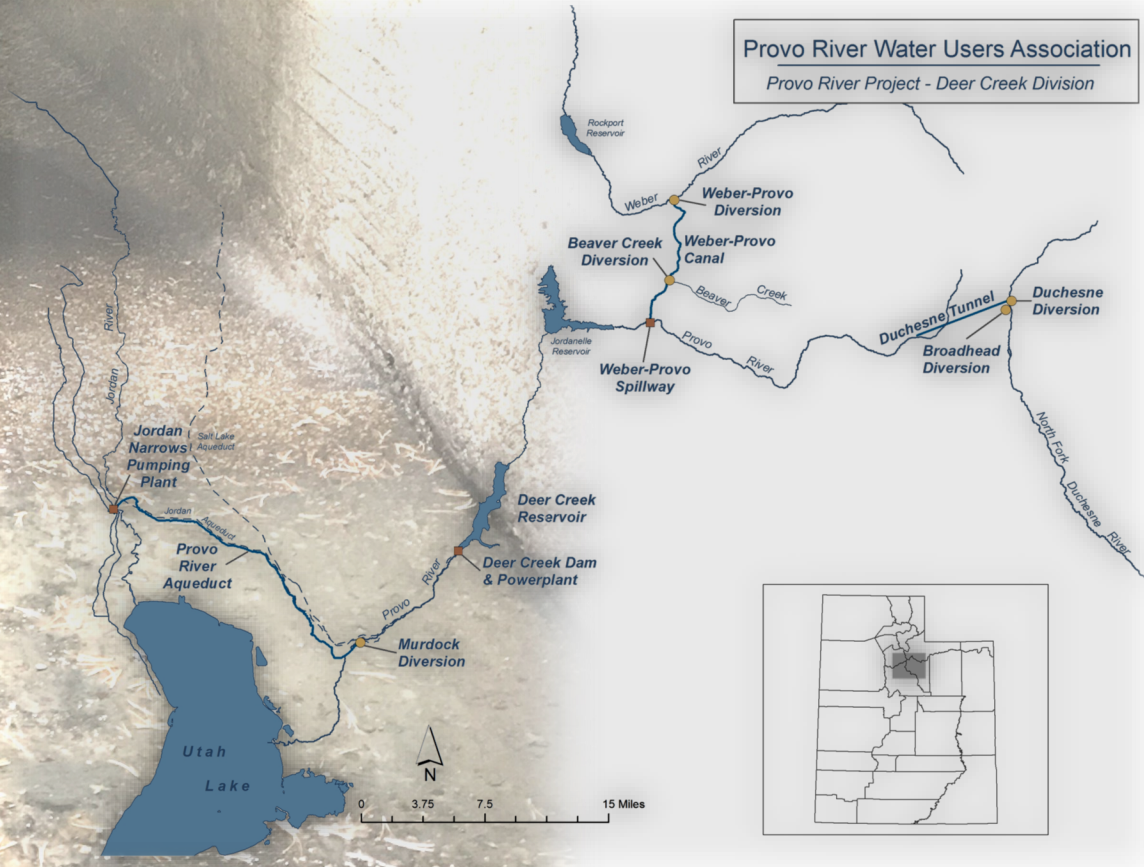 Provo River Water Users Association
Provo River Project - Deer Creek Division
Rockport
Reservoir
River
Weber
Weber-Provo
Diversion
Beaver Creek
Diversion
Weber-Provo
Canal
Beaver
Creek
Duchesne Tunnel
Duchesne
Diversion
Broadhead
Diversion
Jordanelle
Reservoir
Provo
River
Weber-Provo
Spillway
River
Jordan
Salt Lake
Aqueduct
Jordan
Narrows
Pumping
Plant
North Fork
Duchesne
River
Deer Creek
Reservoir
Jordan
Aqueduct
Provo
River
Aqueduct
River
Provo
Deer Creek Dam
& Powerplant
Murdock
Diversion
Utah
Lake
N
0
3.75
7.5
15 Miles